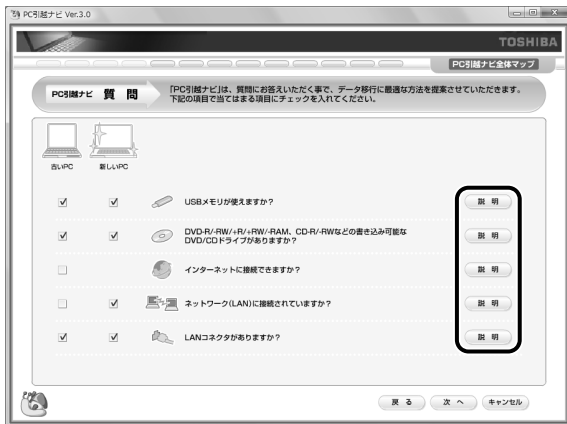 PC引越ナビ Ver.3.0
TOSHIBA
PC引越ナビ全体マップ
PC引越ナビ 質 問
「PC引越ナビ」は、質問にお答えいただく事で、データ移行に最適な方法を提案させていただきます。
下記の項目で当てはまる項目にチェックを入れてください。
古いPC 新しいPC
USBメモリが使えますか？ 説 明
DVD-R/-RW/+R/+RW/-RAM、CD-R/-RWなどの書き込み可能な
DVD/CDドライブがありますか？ 説 明
インターネットに接続できますか？ 説 明
ネットワーク(LAN)に接続されていますか？ 説 明
LANコネクタがありますか？ 説 明
戻 る 次 へ キャンセル